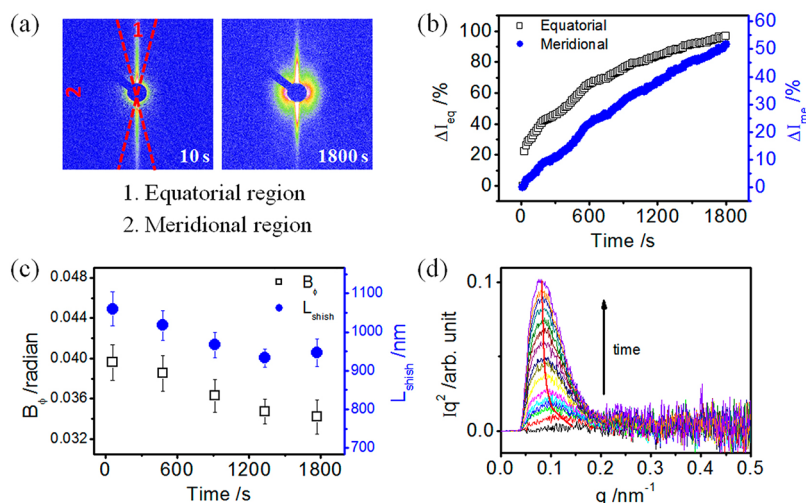 (a)
1
2
10 s
1800 s
1. Equatorial region
2. Meridional region
(b)
Equatorial
Meridional
ΔI_eq /%
100
80
60
40
20
0
ΔI_me /%
60
50
40
30
20
10
0
0 600 1200 1800
Time /s
(c)
B_ϕ
L_shish
B_ϕ /radian
0.048
0.044
0.040
0.036
0.032
L_shish /nm
1100
1050
1000
950
900
850
800
750
700
0 600 1200 1800
Time /s
(d)
Iq² /arb. unit
0.1
0.0
time
0.0 0.1 0.2 0.3 0.4 0.5
q /nm⁻¹